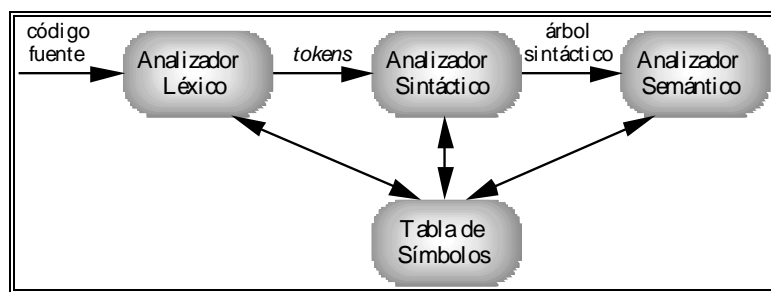 código
fuente
Analizador
Léxico
tokens
Analizador
Sintáctico
árbol
sintáctico
Analizador
Semántico
Tabla de
Símbolos